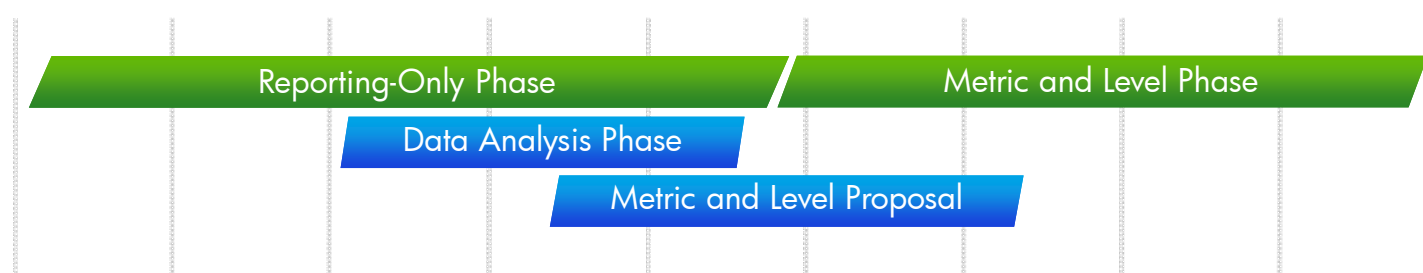 Reporting-Only Phase
Metric and Level Phase
Data Analysis Phase
Metric and Level Proposal